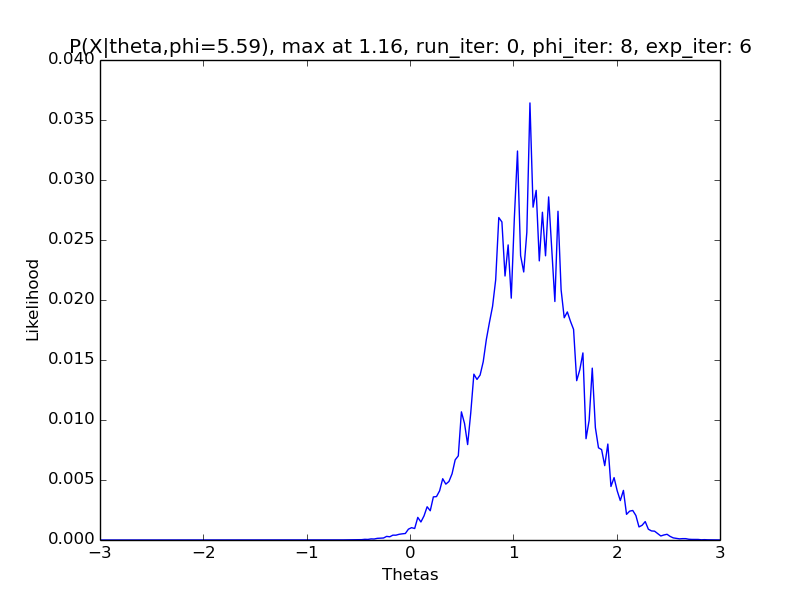 P(X|theta,phi=5.59), max at 1.16, run_iter: 0, phi_iter: 8, exp_iter: 6
0.040
0.035
0.030
0.025
0.020
0.015
0.010
0.005
0.000
Likelihood
−3 −2 −1 0 1 2 3
Thetas